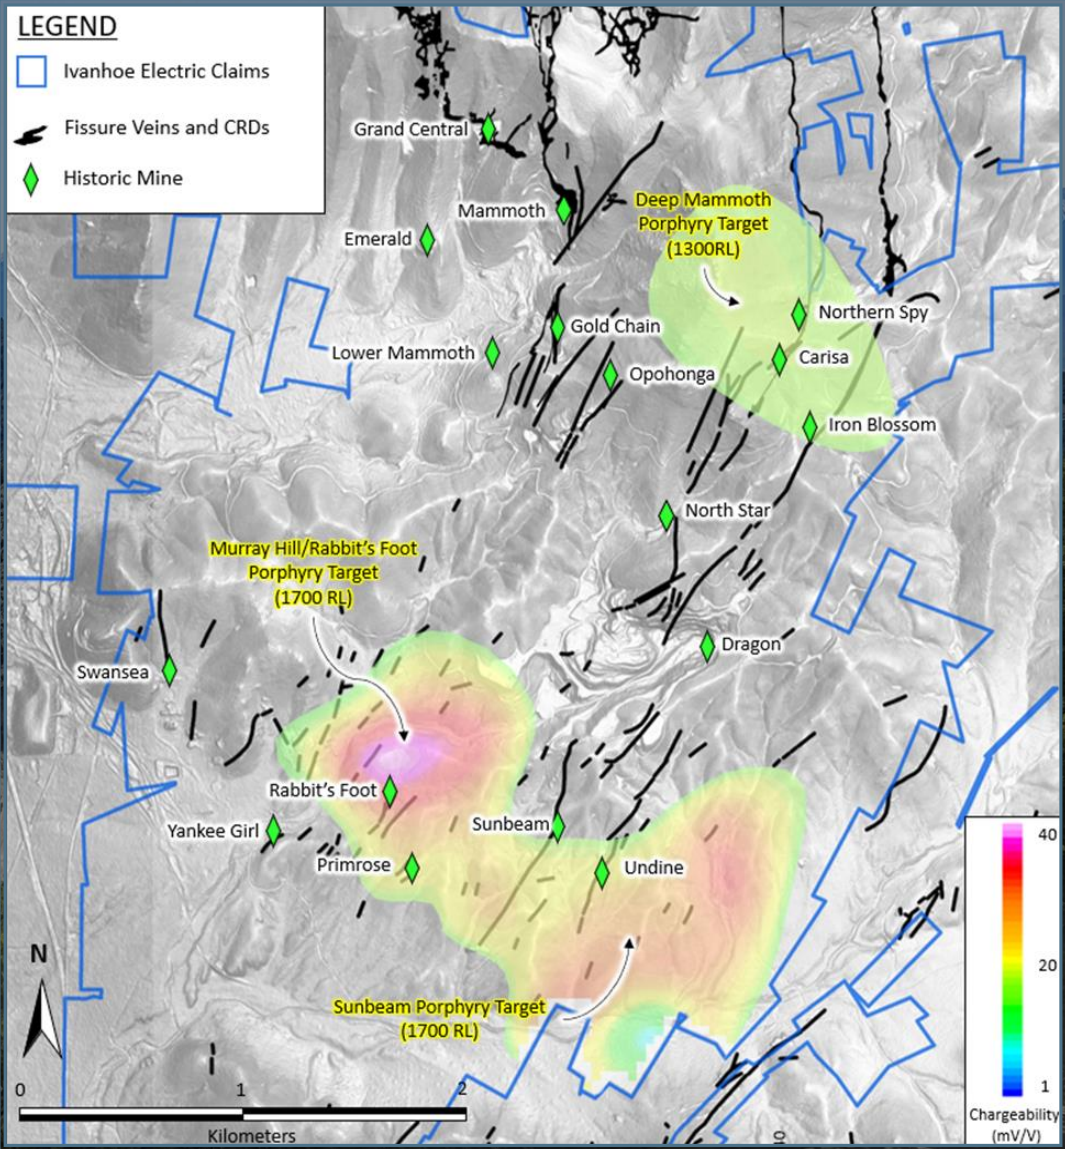 LEGEND
Ivanhoe Electric Claims
Fissure Veins and CRDs
Historic Mine
Grand Central
Mammoth
Emerald
Deep Mammoth
Porphyry Target
(1300RL)
Northern Spy
Gold Chain
Lower Mammoth
Carisa
Opohonga
Iron Blossom
North Star
Murray Hill/Rabbit's Foot
Porphyry Target
(1700 RL)
Dragon
Swansea
Rabbit's Foot
Yankee Girl
Sunbeam
Primrose
Undine
Sunbeam Porphyry Target
(1700 RL)
N
0 1 2
Kilometers
40
20
1
Chargeability
(mV/V)